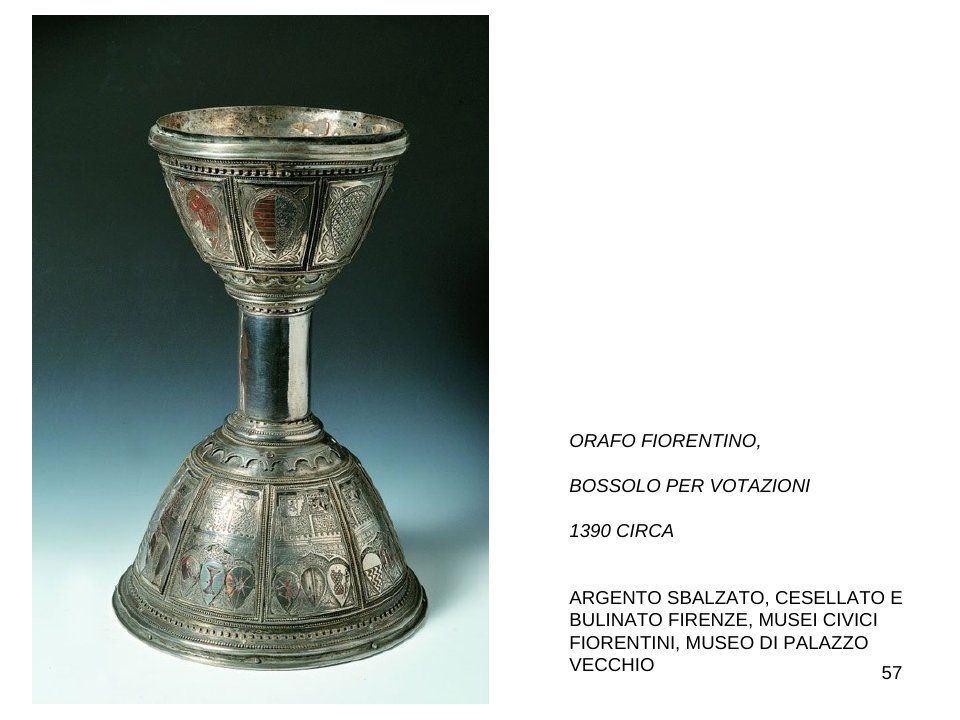 ORAFO FIORENTINO,
BOSSOLO PER VOTAZIONI
1390 CIRCA
ARGENTO SBALZATO, CESELLATO E
BULINATO FIRENZE, MUSEI CIVICI
FIORENTINI, MUSEO DI PALAZZO
VECCHIO
57